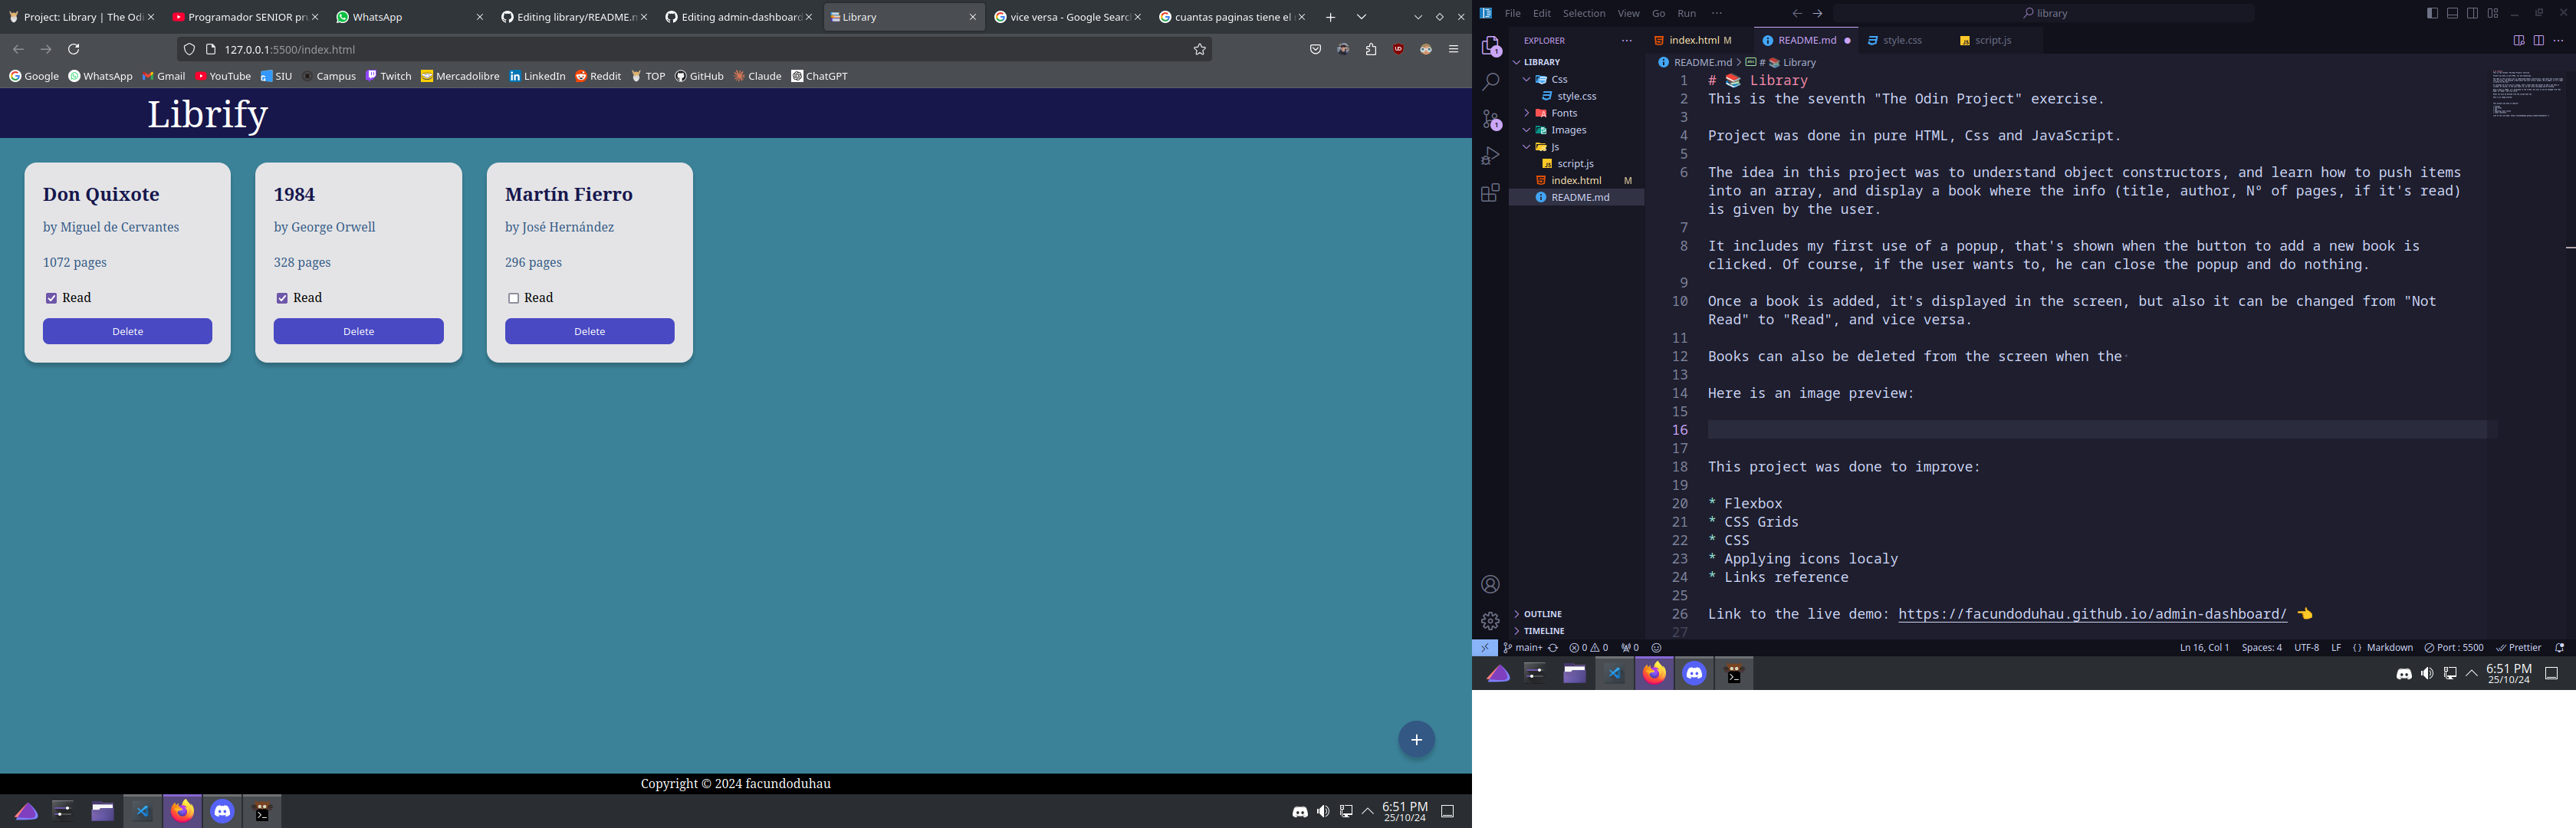 Project: Library | The Odi
Programador SENIOR pru
WhatsApp
Editing library/README.m
Editing admin-dashboard
Library
vice versa - Google Search
cuantas paginas tiene el
127.0.0.1:5500/index.html
Google WhatsApp Gmail YouTube SIU Campus Twitch Mercadolibre LinkedIn Reddit TOP GitHub Claude ChatGPT
Librify
Don Quixote
by Miguel de Cervantes
1072 pages
Read
Delete
1984
by George Orwell
328 pages
Read
Delete
Martín Fierro
by José Hernández
296 pages
Read
Delete
+
Copyright © 2024 facundoduhau
6:51 PM
25/10/24
File Edit Selection View Go Run ···
library
EXPLORER ···
LIBRARY
Css
style.css
Fonts
Images
Js
script.js
index.html M
README.md
OUTLINE
TIMELINE
index.html M
README.md
style.css
script.js
README.md > # 📚 Library
1 # 📚 Library
2 This is the seventh "The Odin Project" exercise.
3
4 Project was done in pure HTML, Css and JavaScript.
5
6 The idea in this project was to understand object constructors, and learn how to push items
into an array, and display a book where the info (title, author, Nº of pages, if it's read)
is given by the user.
7
8 It includes my first use of a popup, that's shown when the button to add a new book is
clicked. Of course, if the user wants to, he can close the popup and do nothing.
9
10 Once a book is added, it's displayed in the screen, but also it can be changed from "Not
Read" to "Read", and vice versa.
11
12 Books can also be deleted from the screen when the
13
14 Here is an image preview:
15
16
17
18 This project was done to improve:
19
20 * Flexbox
21 * CSS Grids
22 * CSS
23 * Applying icons localy
24 * Links reference
25
26 Link to the live demo: https://facundoduhau.github.io/admin-dashboard/ 👈
27
main+ 0 0 0 Ln 16, Col 1 Spaces: 4 UTF-8 LF {} Markdown Port : 5500 Prettier
6:51 PM
25/10/24